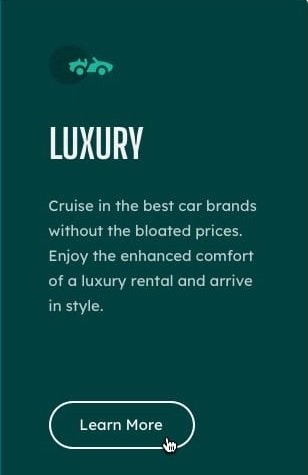 LUXURY
Cruise in the best car brands
without the bloated prices.
Enjoy the enhanced comfort
of a luxury rental and arrive
in style.
Learn More